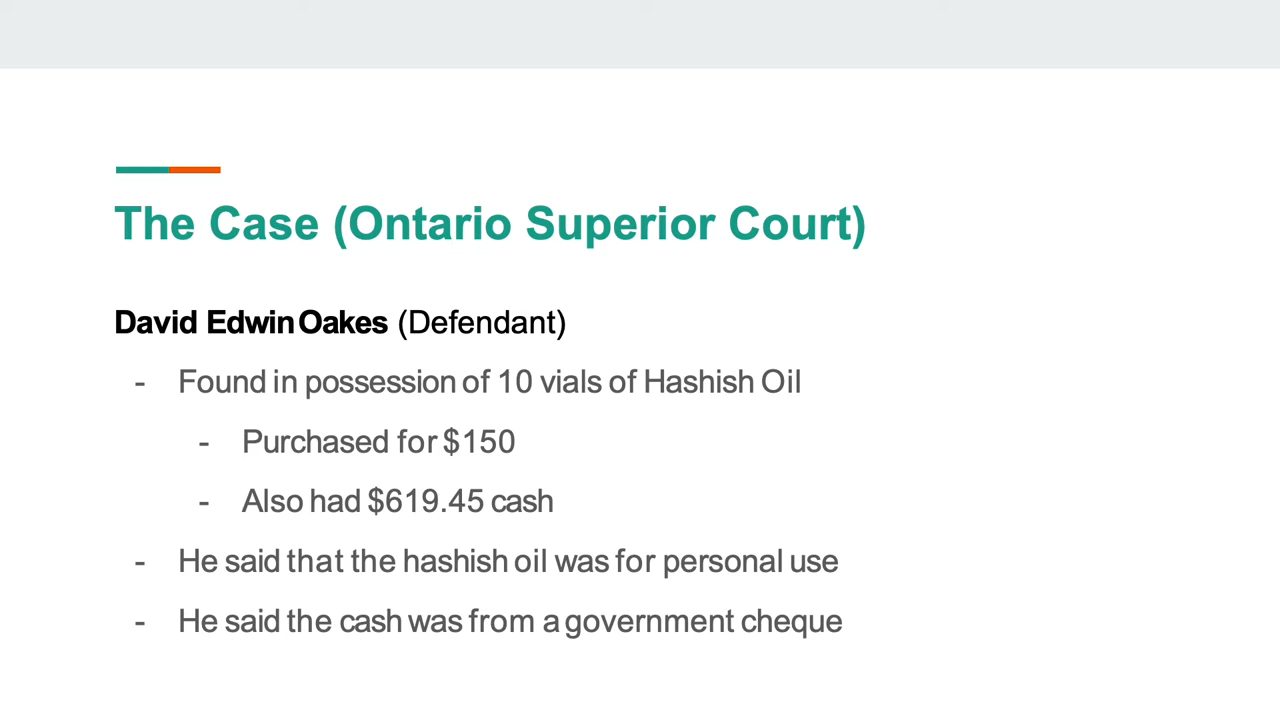 The Case (Ontario Superior Court)
David Edwin Oakes (Defendant)
- Found in possession of 10 vials of Hashish Oil
- Purchased for $150
- Also had $619.45 cash
- He said that the hashish oil was for personal use
- He said the cash was from a government cheque